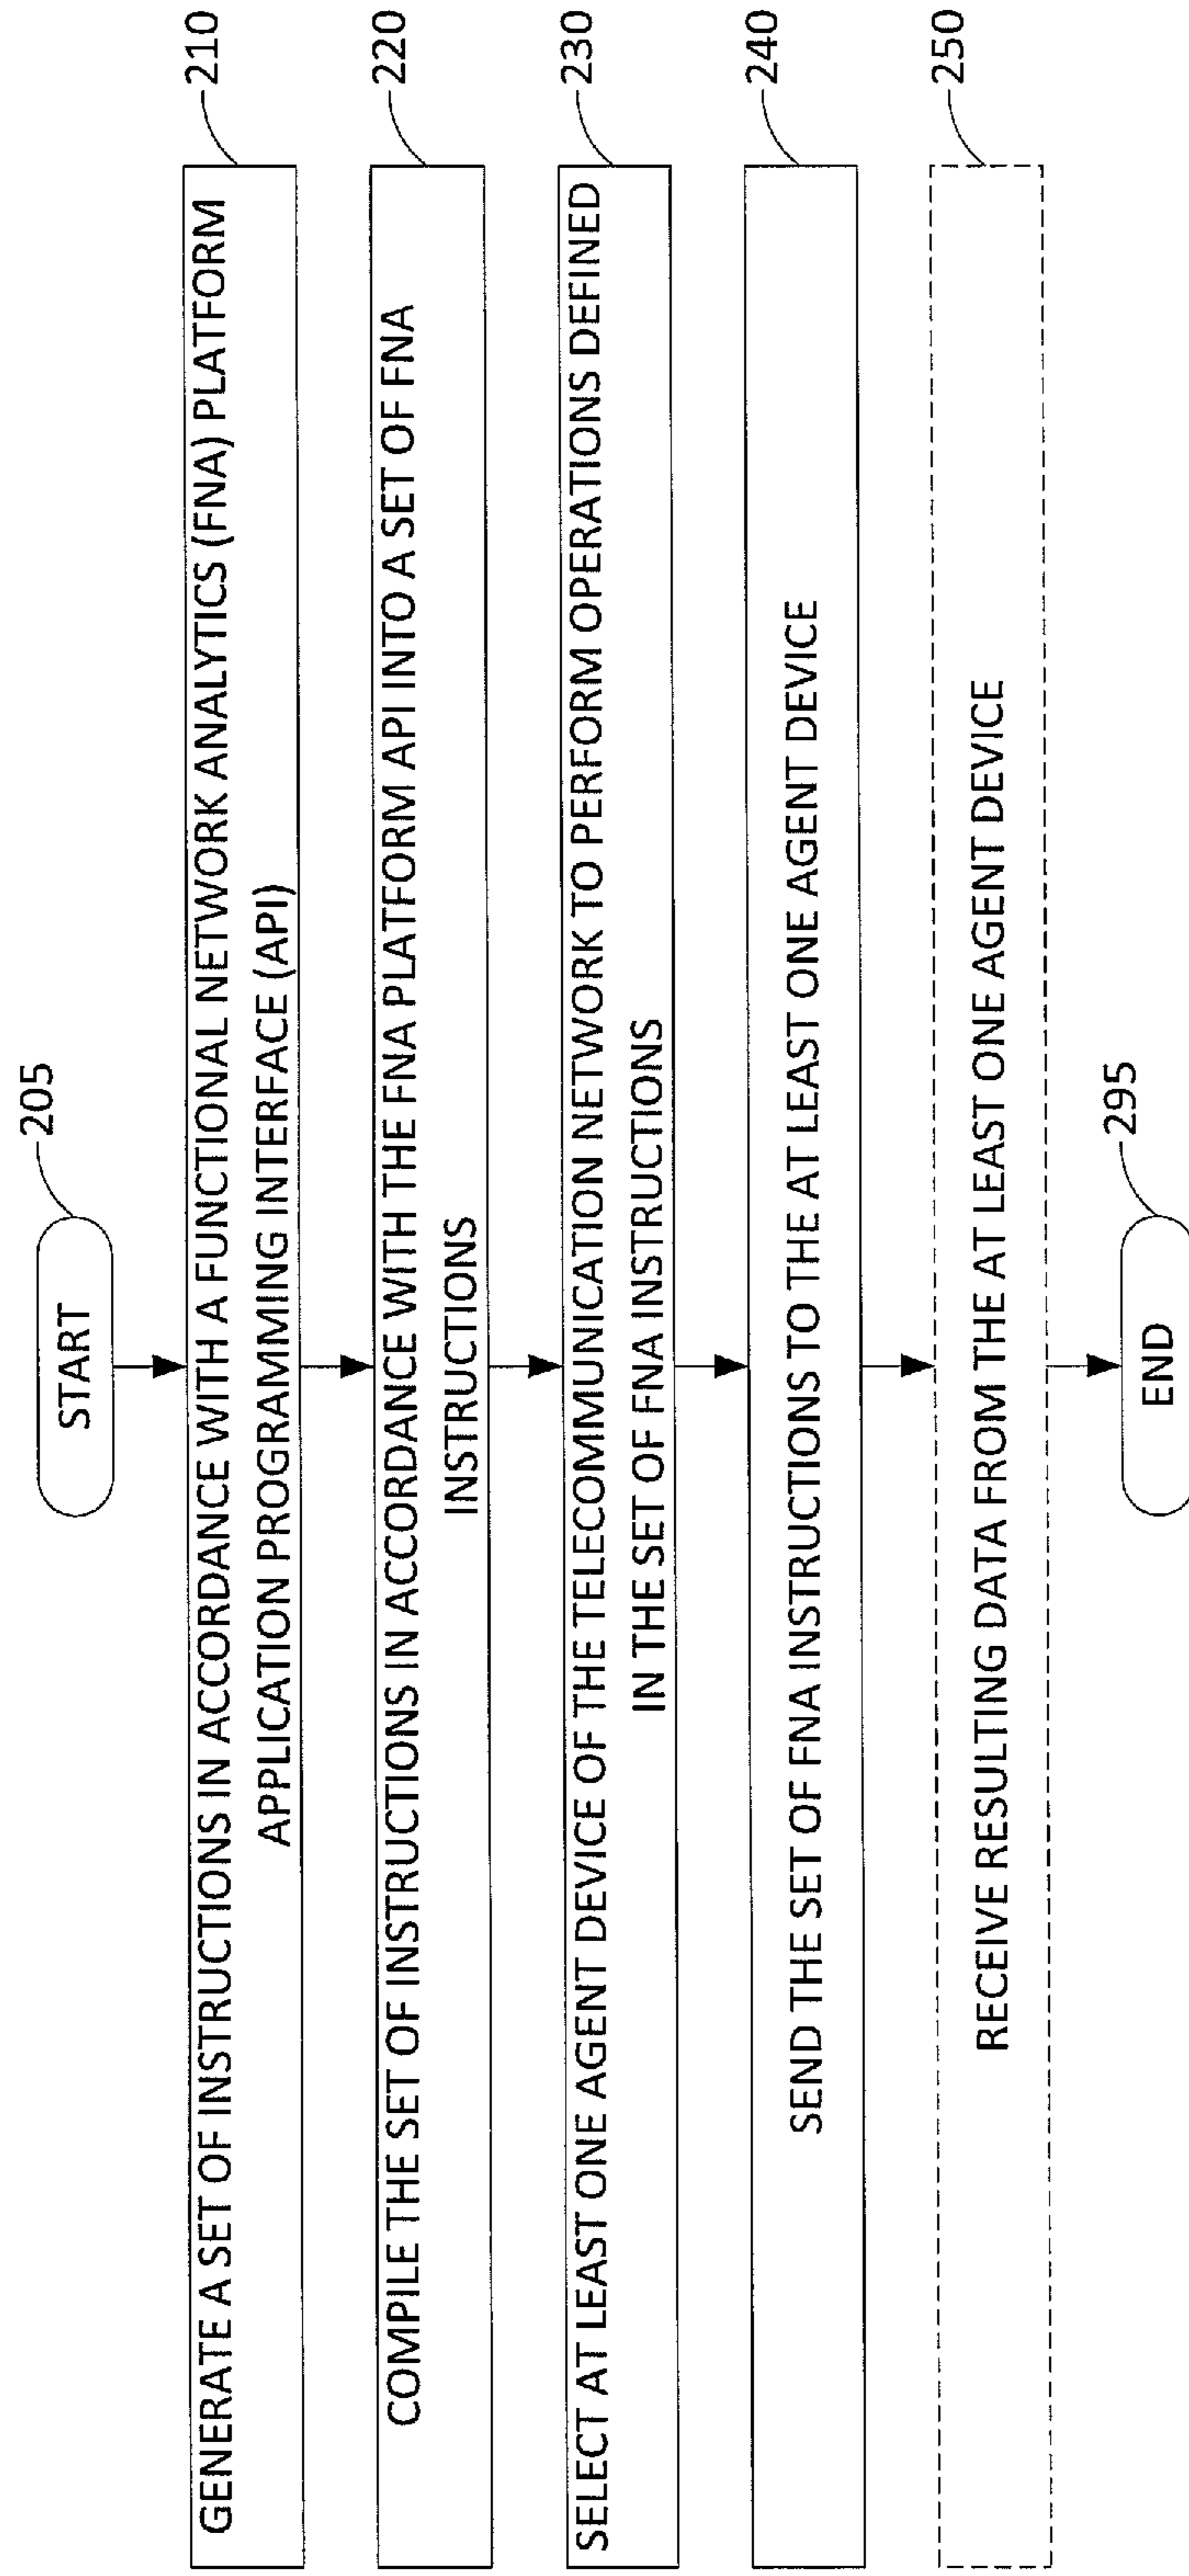 START
205
GENERATE A SET OF INSTRUCTIONS IN ACCORDANCE WITH A FUNCTIONAL NETWORK ANALYTICS (FNA) PLATFORM
APPLICATION PROGRAMMING INTERFACE (API)
210
COMPILE THE SET OF INSTRUCTIONS IN ACCORDANCE WITH THE FNA PLATFORM API INTO A SET OF FNA
INSTRUCTIONS
220
SELECT AT LEAST ONE AGENT DEVICE OF THE TELECOMMUNICATION NETWORK TO PERFORM OPERATIONS DEFINED
IN THE SET OF FNA INSTRUCTIONS
230
SEND THE SET OF FNA INSTRUCTIONS TO THE AT LEAST ONE AGENT DEVICE
240
RECEIVE RESULTING DATA FROM THE AT LEAST ONE AGENT DEVICE
250
END
295